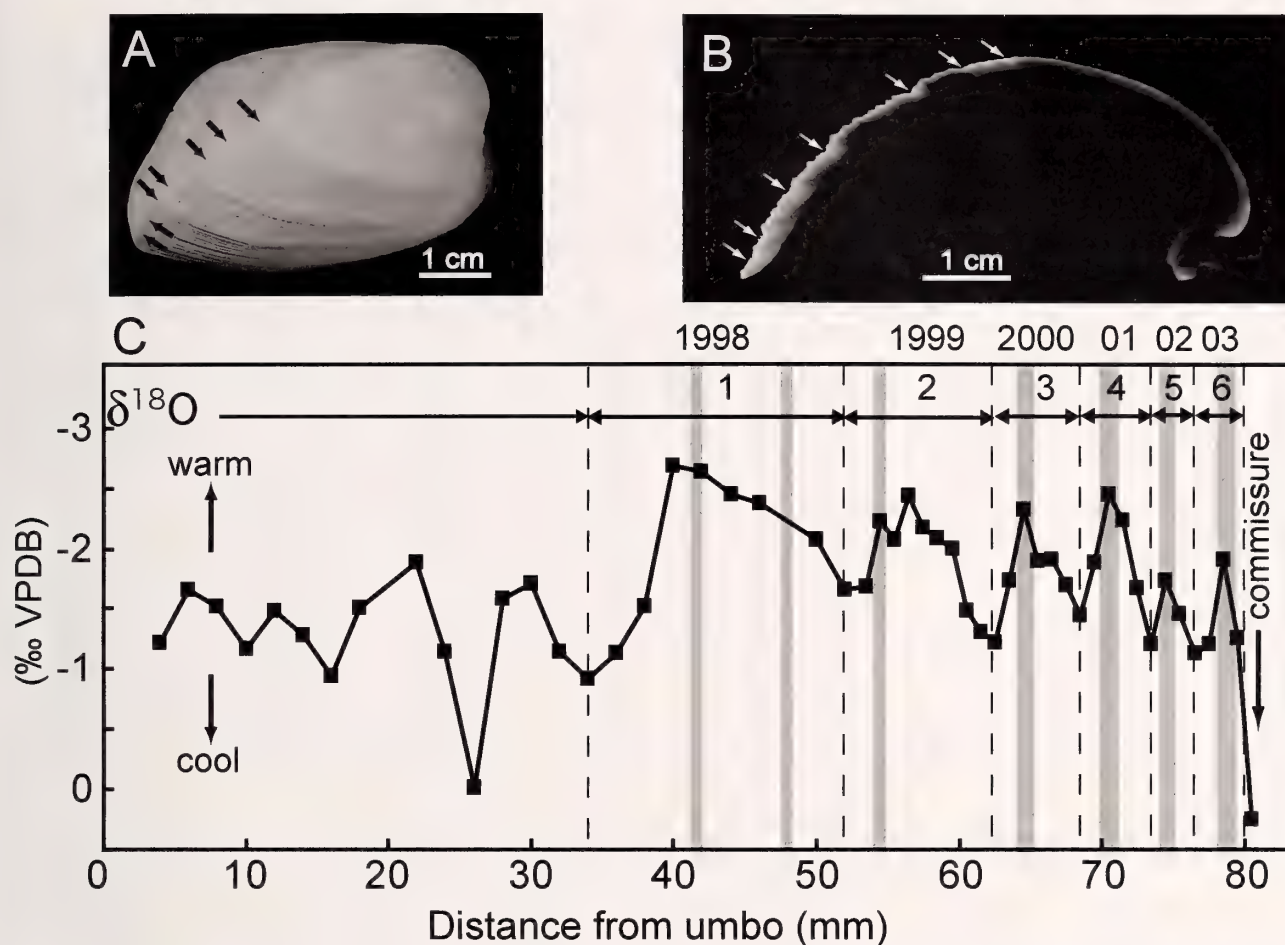 A
1 cm
B
1 cm
C
1998 1999 2000 01 02 03
1 2 3 4 5 6
δ¹⁸O
-3
-2
-1
0
(‰ VPDB)
warm
cool
commissure
0 10 20 30 40 50 60 70 80
Distance from umbo (mm)